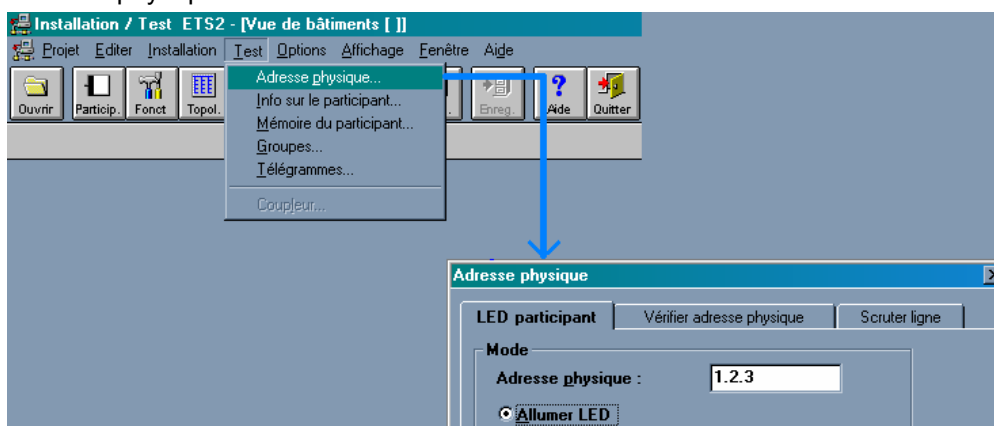 Installation / Test ETS2 - [Vue de bâtiments [ ]]
Projet Editer Installation Test Options Affichage Fenêtre Aide
Ouvrir Particip. Fonct Topol. Enreg. Aide Quitter
Adresse physique...
Info sur le participant...
Mémoire du participant...
Groupes...
Télégrammes...
Coupleur...
Adresse physique
LED participant Vérifier adresse physique Scruter ligne
Mode
Adresse physique : 1.2.3
Allumer LED